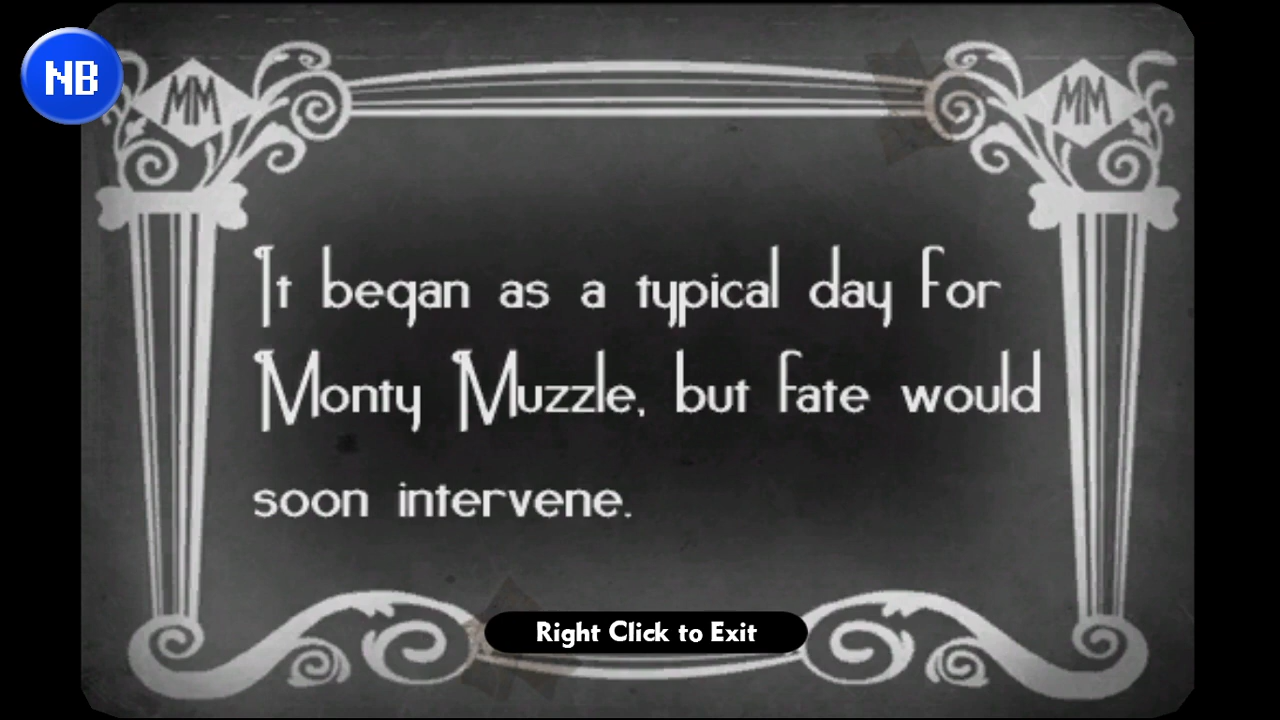 NB
MM
MM
It began as a typical day for
Monty Muzzle, but fate would
soon intervene.
Right Click to Exit